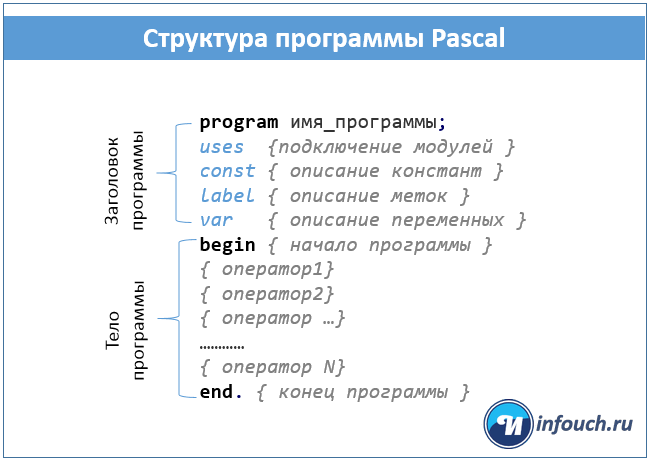 Структура программы Pascal
Заголовок
программы
program имя_программы;
uses {подключение модулей }
const { описание констант }
label { описание меток }
var { описание переменных }
Тело
программы
begin { начало программы }
{ оператор1}
{ оператор2}
{ оператор …}
…………
{ оператор N}
end. { конец программы }
И infouch.ru